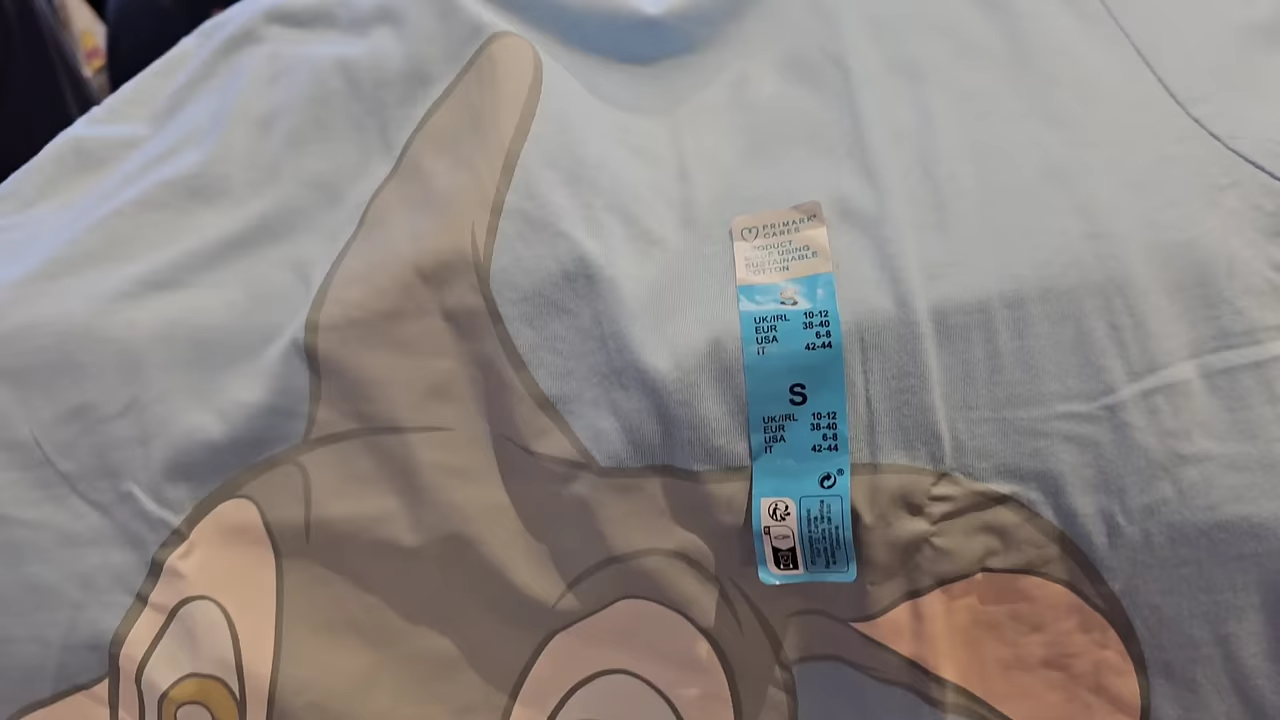 PRIMARK®
CARES
PRODUCT
MADE USING
SUSTAINABLE
COTTON
S
UK/IRL 10-12
EUR 38-40
USA 6-8
IT 42-44
S
UK/IRL 10-12
EUR 38-40
USA 6-8
IT 42-44
®